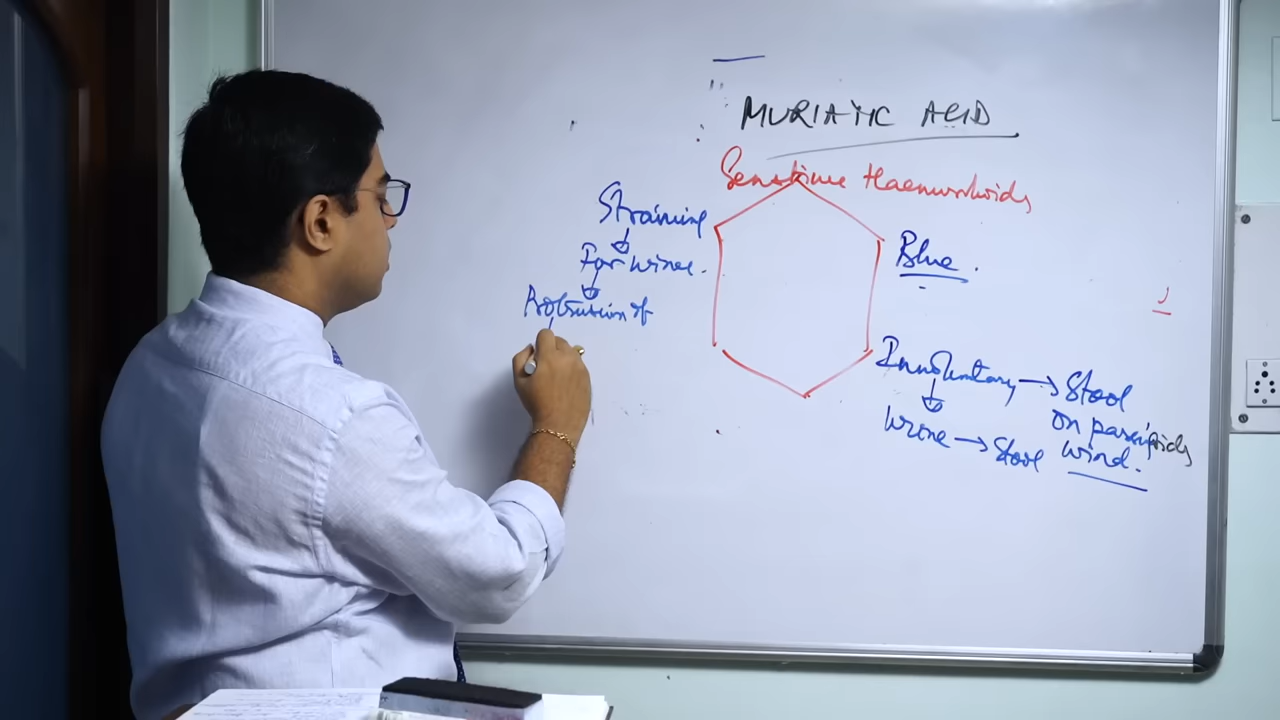 MURIATIC ACID
Sensitive Haemorrhoids
Straining
For urine.
Protrusion of
Blue.
Involuntary → Stool
on passing
wind.
Urine → Stool